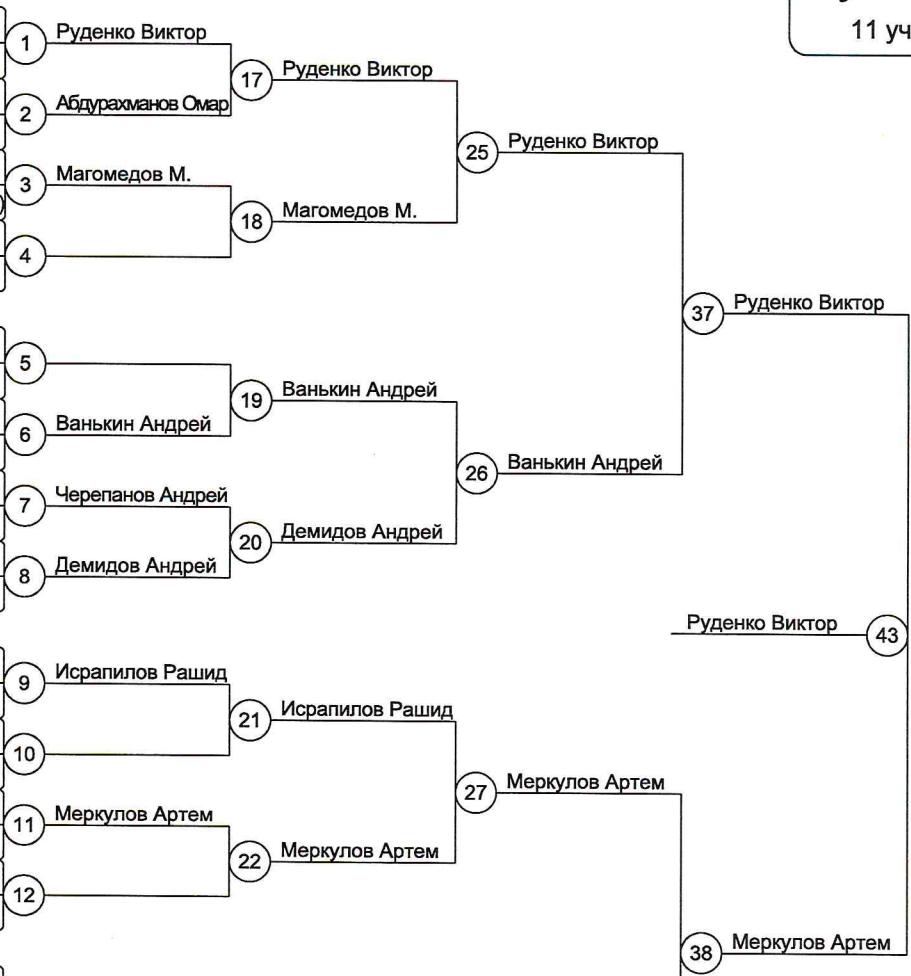 11 уч
1 Руденко Виктор
17 Руденко Виктор
2 Абдурахманов Омар
25 Руденко Виктор
3 Магомедов М.
18 Магомедов М.
4
37 Руденко Виктор
5
19 Ванькин Андрей
6 Ванькин Андрей
26 Ванькин Андрей
7 Черепанов Андрей
20 Демидов Андрей
8 Демидов Андрей
Руденко Виктор 43
9 Исрапилов Рашид
21 Исрапилов Рашид
10
27 Меркулов Артем
11 Меркулов Артем
22 Меркулов Артем
12
38 Меркулов Артем